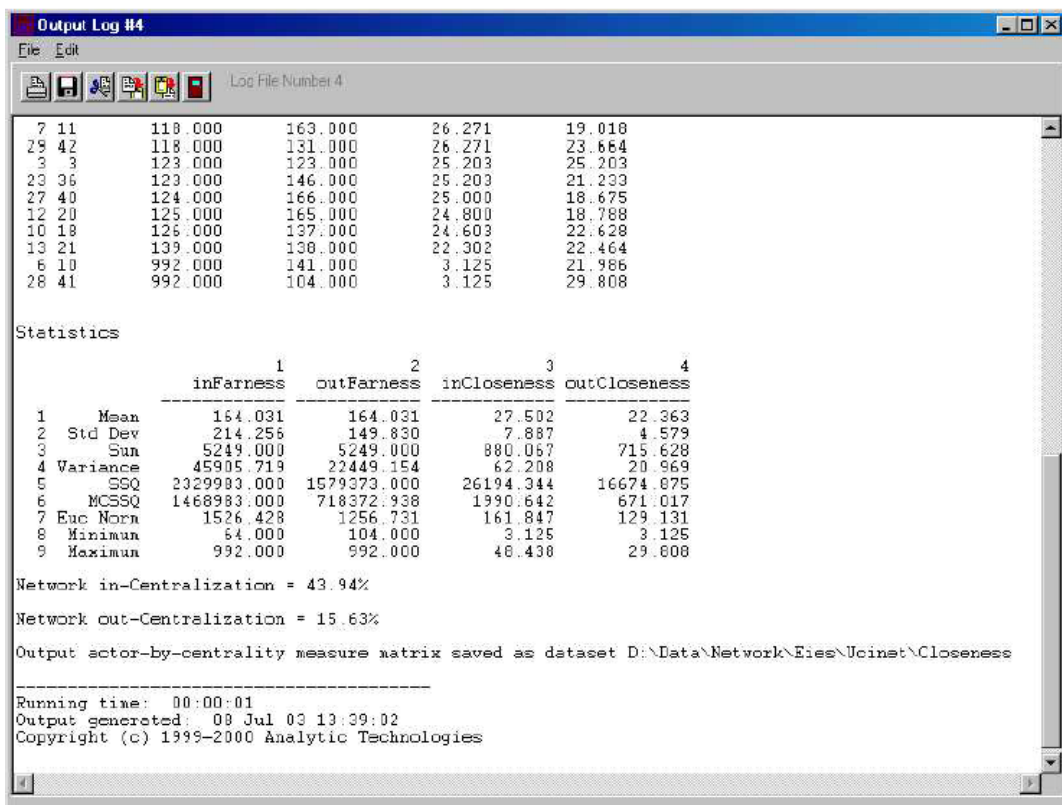 Output Log #4
File Edit
Log File Number 4
7 11 118.000 163.000 26.271 19.018
29 42 118.000 131.000 26.271 23.664
3 3 123.000 123.000 25.203 25.203
23 36 123.000 146.000 25.203 21.233
27 40 124.000 166.000 25.000 18.675
12 20 125.000 165.000 24.800 18.788
10 18 126.000 137.000 24.603 22.628
13 21 139.000 138.000 22.302 22.464
6 10 992.000 141.000 3.125 21.986
28 41 992.000 104.000 3.125 29.808
Statistics
1 2 3 4
inFarness outFarness inCloseness outCloseness
1 Mean 164.031 164.031 27.502 22.363
2 Std Dev 214.256 149.830 7.887 4.579
3 Sum 5249.000 5249.000 880.067 715.628
4 Variance 45905.719 22449.154 62.208 20.969
5 SSQ 2329983.000 1579373.000 26194.344 16674.875
6 MCSSQ 1468983.000 718372.938 1990.642 671.017
7 Euc Norm 1526.428 1256.731 161.847 129.131
8 Minimum 64.000 104.000 3.125 3.125
9 Maximum 992.000 992.000 48.438 29.808
Network in-Centralization = 43.94%
Network out-Centralization = 15.63%
Output actor-by-centrality measure matrix saved as dataset D:\Data\Network\Eies\Ucinet\Closeness
Running time: 00:00:01
Output generated: 08 Jul 03 13:39:02
Copyright (c) 1999-2000 Analytic Technologies